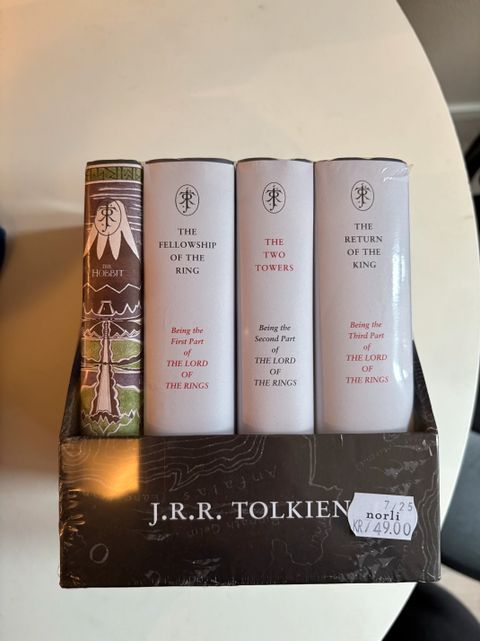 THE
HOBBIT
THE
FELLOWSHIP
OF THE
RING
Being the
First Part
of
THE LORD
OF
THE RINGS
THE
TWO
TOWERS
Being the
Second Part
of
THE LORD
OF
THE RINGS
THE
RETURN
OF THE
KING
Being the
Third Part
of
THE LORD
OF
THE RINGS
J.R.R. TOLKIEN
7/25
norli
KR749.00